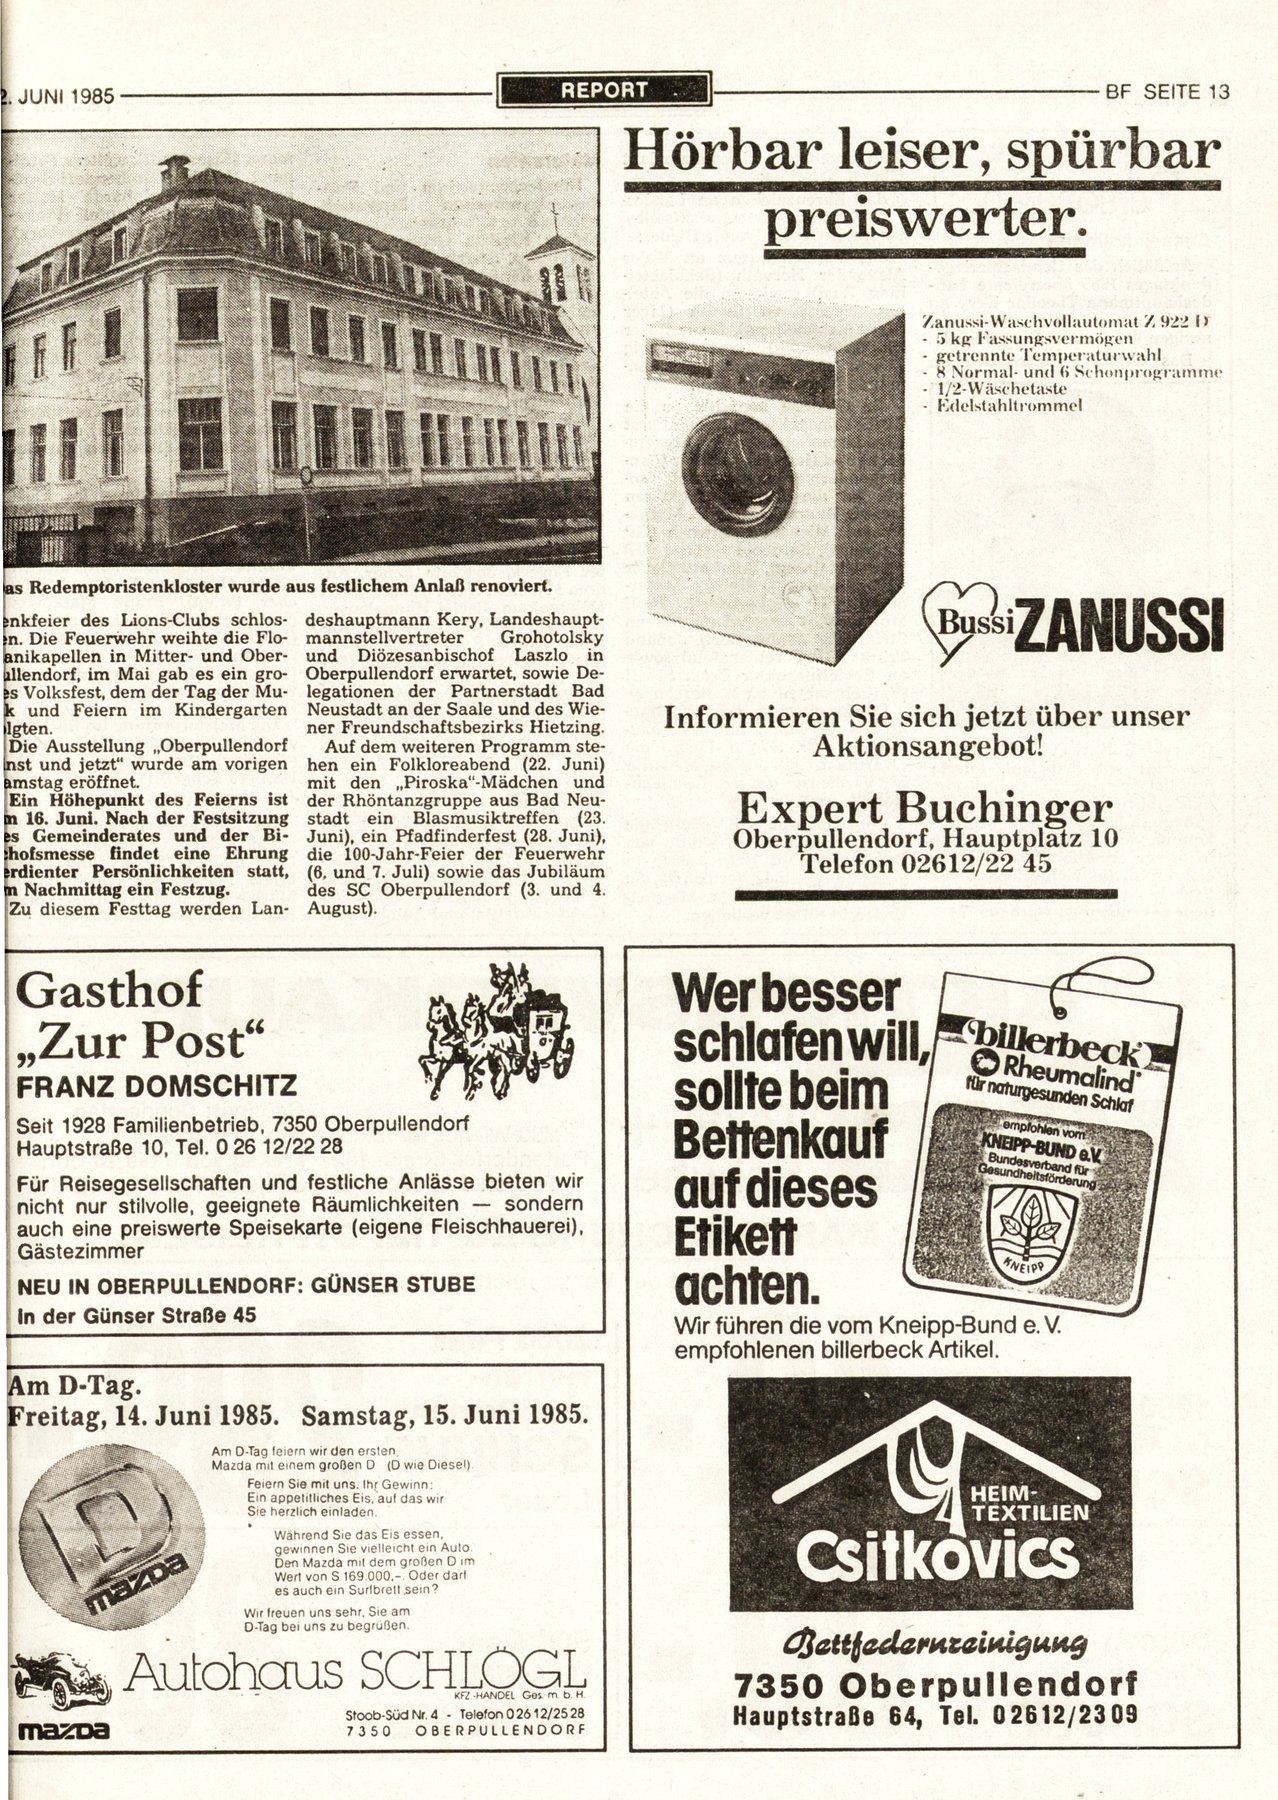 2. JUNI 1985
REPORT
BF SEITE 13
as Redemptoristenkloster wurde aus festlichem Anlaß renoviert.
enkfeier des Lions-Clubs schlos-
n. Die Feuerwehr weihte die Flo-
anikapellen in Mitter- und Ober-
ullendorf, im Mai gab es ein gro-
es Volksfest, dem der Tag der Mu-
k und Feiern im Kindergarten
lgten.
Die Ausstellung „Oberpullendorf
nst und jetzt“ wurde am vorigen
amstag eröffnet.
Ein Höhepunkt des Feierns ist
n 16. Juni. Nach der Festsitzung
es Gemeinderates und der Bi-
hofsmesse findet eine Ehrung
erdienter Persönlichkeiten statt,
n Nachmittag ein Festzug.
Zu diesem Festtag werden Lan-
deshauptmann Kery, Landeshaupt-
mannstellvertreter Grohotolsky
und Diözesanbischof Laszlo in
Oberpullendorf erwartet, sowie De-
legationen der Partnerstadt Bad
Neustadt an der Saale und des Wie-
ner Freundschaftsbezirks Hietzing.
Auf dem weiteren Programm ste-
hen ein Folkloreabend (22. Juni)
mit den „Piroska“-Mädchen und
der Rhöntanzgruppe aus Bad Neu-
stadt ein Blasmusiktreffen (23.
Juni), ein Pfadfinderfest (28. Juni),
die 100-Jahr-Feier der Feuerwehr
(6. und 7. Juli) sowie das Jubiläum
des SC Oberpullendorf (3. und 4.
August).
Hörbar leiser, spürbar
preiswerter.
Zanussi-Waschvollautomat Z 922 D
- 5 kg Fassungsvermögen
- getrennte Temperaturwahl
- 8 Normal- und 6 Schonprogramme
- 1/2-Wäschetaste
- Edelstahltrommel
Bussi ZANUSSI
Informieren Sie sich jetzt über unser
Aktionsangebot!
Expert Buchinger
Oberpullendorf, Hauptplatz 10
Telefon 02612/22 45
Gasthof
„Zur Post“
FRANZ DOMSCHITZ
Seit 1928 Familienbetrieb, 7350 Oberpullendorf
Hauptstraße 10, Tel. 0 26 12/22 28
Für Reisegesellschaften und festliche Anlässe bieten wir
nicht nur stilvolle, geeignete Räumlichkeiten — sondern
auch eine preiswerte Speisekarte (eigene Fleischhauerei),
Gästezimmer
NEU IN OBERPULLENDORF: GÜNSER STUBE
In der Günser Straße 45
Am D-Tag.
Freitag, 14. Juni 1985. Samstag, 15. Juni 1985.
Am D-Tag feiern wir den ersten
Mazda mit einem großen D (D wie Diesel).
Feiern Sie mit uns. Ihr Gewinn:
Ein appetitliches Eis, auf das wir
Sie herzlich einladen.
Während Sie das Eis essen,
gewinnen Sie vielleicht ein Auto.
Den Mazda mit dem großen D im
Wert von S 169.000,-. Oder darf
es auch ein Surfbrett sein?
Wir freuen uns sehr, Sie am
D-Tag bei uns zu begrüßen.
D
mazda
Autohaus SCHLÖGL
KFZ.-HANDEL Ges. m. b. H.
Stoob-Süd Nr. 4 - Telefon 02612/2528
7350 OBERPULLENDORF
mazda
Wer besser
schlafen will,
sollte beim
Bettenkauf
auf dieses
Etikett
achten.
billerbeck
Rheumalind
für naturgesunden Schlaf
empfohlen vom
KNEIPP-BUND e.V.
Bundesverband für
Gesundheitsförderung
KNEIPP
Wir führen die vom Kneipp-Bund e. V.
empfohlenen billerbeck Artikel.
HEIM-
TEXTILIEN
Csitkovics
Bettfedernreinigung
7350 Oberpullendorf
Hauptstraße 64, Tel. 02612/2309